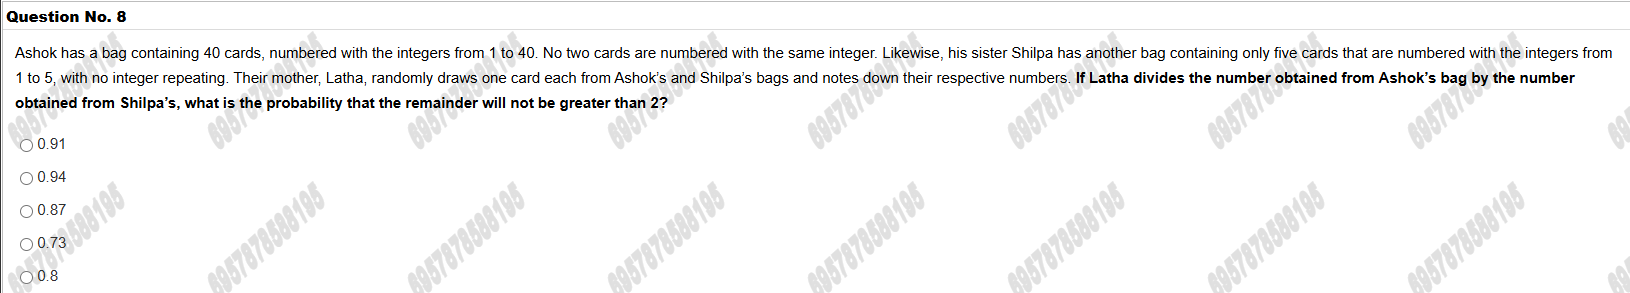 Question No. 8
Ashok has a bag containing 40 cards, numbered with the integers from 1 to 40. No two cards are numbered with the same integer. Likewise, his sister Shilpa has another bag containing only five cards that are numbered with the integers from
1 to 5, with no integer repeating. Their mother, Latha, randomly draws one card each from Ashok's and Shilpa's bags and notes down their respective numbers. If Latha divides the number obtained from Ashok's bag by the number
obtained from Shilpa's, what is the probability that the remainder will not be greater than 2?
0.91
0.94
0.87
0.73
0.8